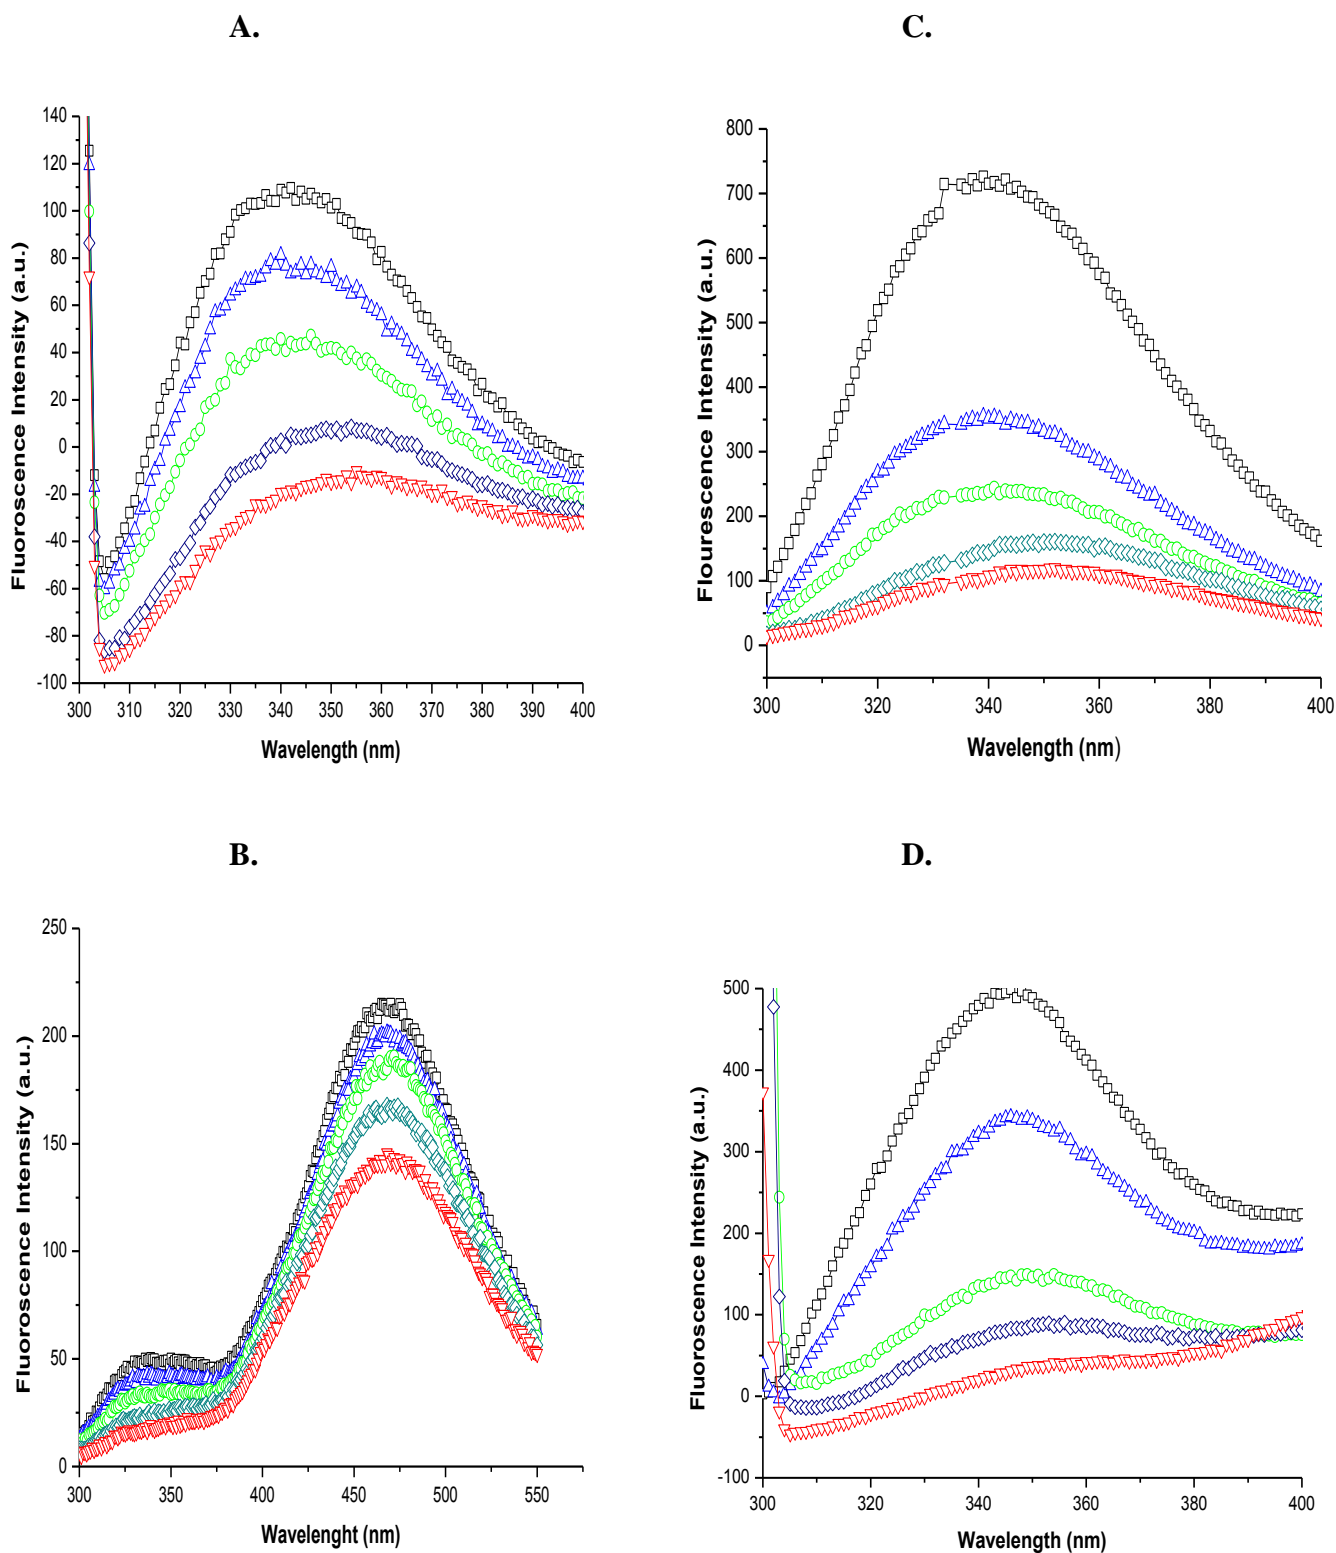 A.
C.
140
120
100
80
60
40
20
0
-20
-40
-60
-80
-100
300 310 320 330 340 350 360 370 380 390 400
Fluoroscence Intensity (a.u.)
Wavelength (nm)
800
700
600
500
400
300
200
100
0
300 320 340 360 380 400
Flourescence Intensity (a.u.)
Wavelength (nm)
B.
D.
250
200
150
100
50
0
300 350 400 450 500 550
Fluoroscence Intensity (a.u.)
Wavelenght (nm)
500
400
300
200
100
0
-100
300 320 340 360 380 400
Fluoroscence Intensity (a.u.)
Wavelength (nm)